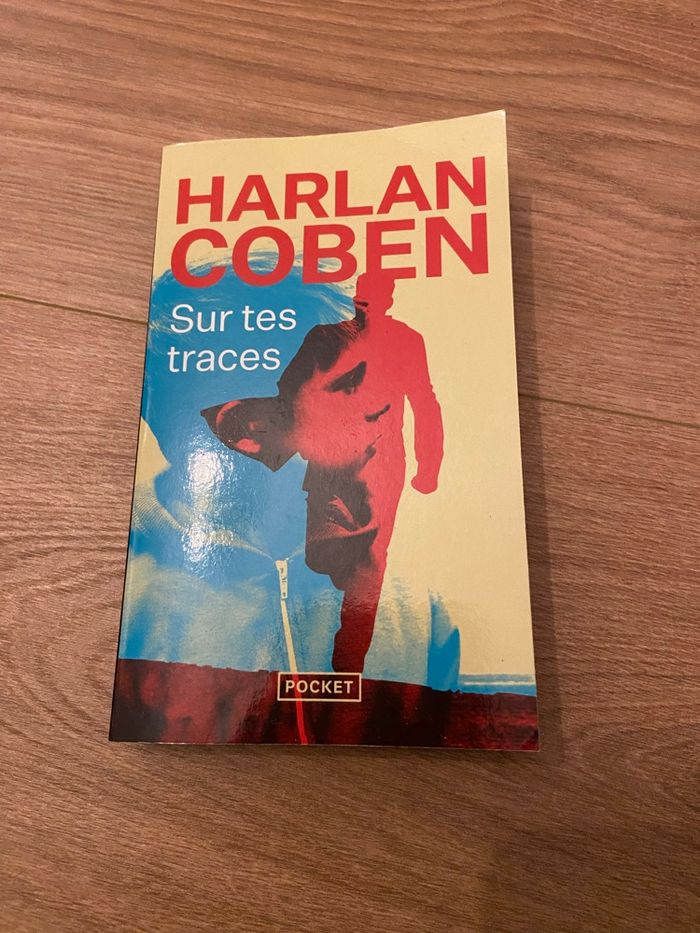 HARLAN
COBEN
Sur tes
traces
POCKET